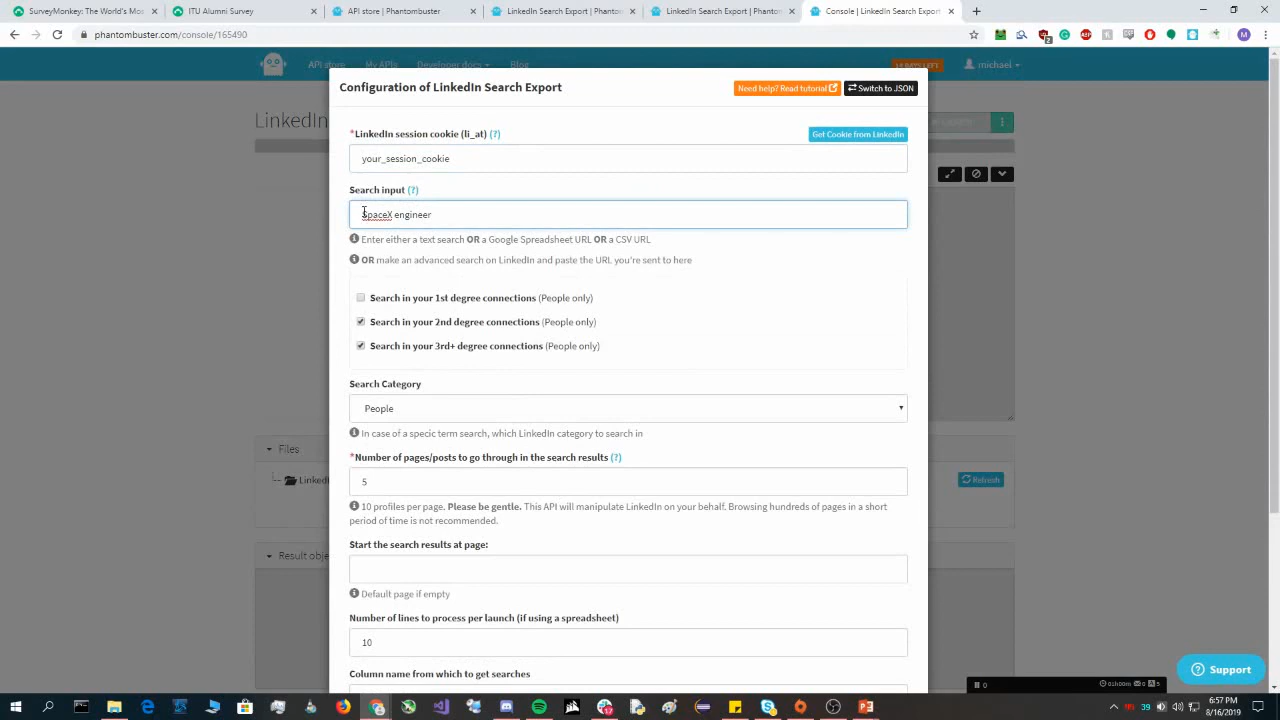 SurveyMonkey: The World's Mos
ITU Alumni Survey
API store | Phantombuster
LinkedIn Search Export | Phantom
LinkedIn Search Export | Phanto
Console / LinkedIn Search Export
phantombuster.com/console/165490
API store My APIs Developer docs Blog 14 DAYS LEFT michael
Configuration of LinkedIn Search Export
Need help? Read tutorial
Switch to JSON
LinkedIn
*LinkedIn session cookie (li_at) (?)
Get Cookie from LinkedIn
your_session_cookie
Search input (?)
SpaceX engineer
Enter either a text search OR a Google Spreadsheet URL OR a CSV URL
OR make an advanced search on LinkedIn and paste the URL you're sent to here
Search in your 1st degree connections (People only)
Search in your 2nd degree connections (People only)
Search in your 3rd+ degree connections (People only)
Search Category
People
In case of a specic term search, which LinkedIn category to search in
Files
*Number of pages/posts to go through in the search results (?)
LinkedI
5
Refresh
10 profiles per page. Please be gentle. This API will manipulate LinkedIn on your behalf. Browsing hundreds of pages in a short
period of time is not recommended.
Start the search results at page:
Result obje
Default page if empty
Number of lines to process per launch (if using a spreadsheet)
10
Column name from which to get searches
Support
6:57 PM
8/16/2019